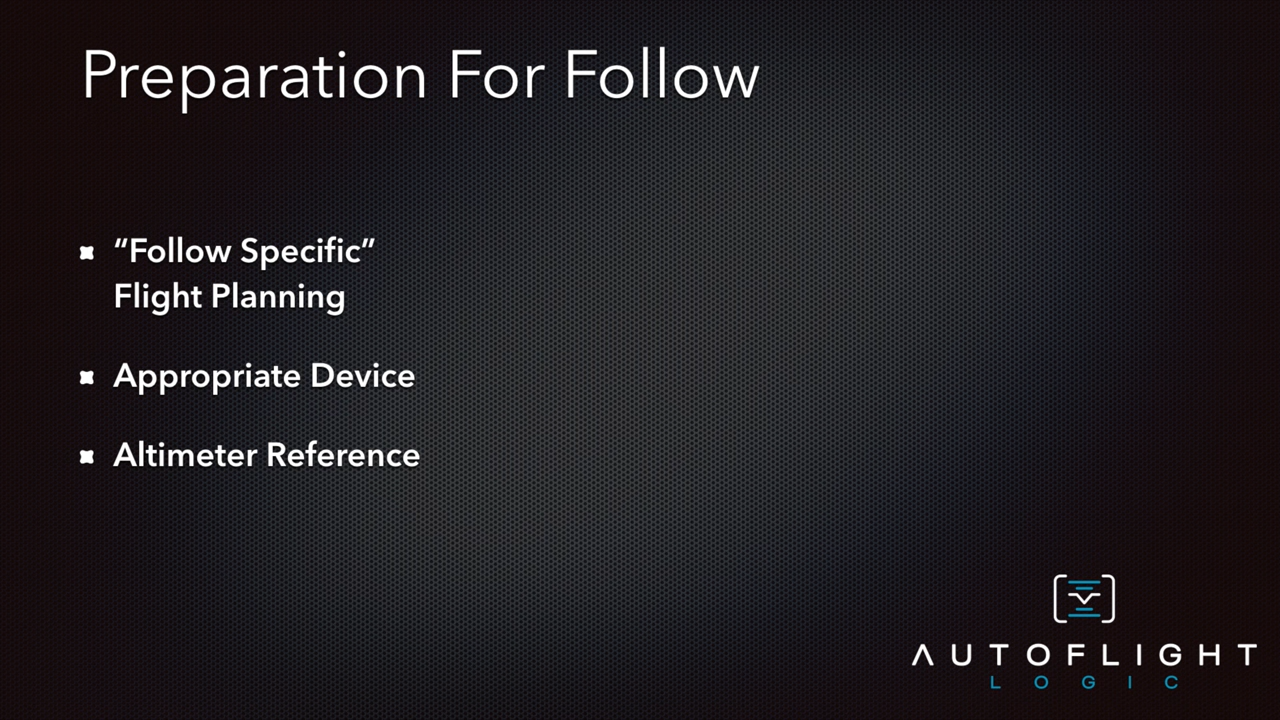 Preparation For Follow
“Follow Specific”
Flight Planning
Appropriate Device
Altimeter Reference
AUTOFLIGHT
LOGIC